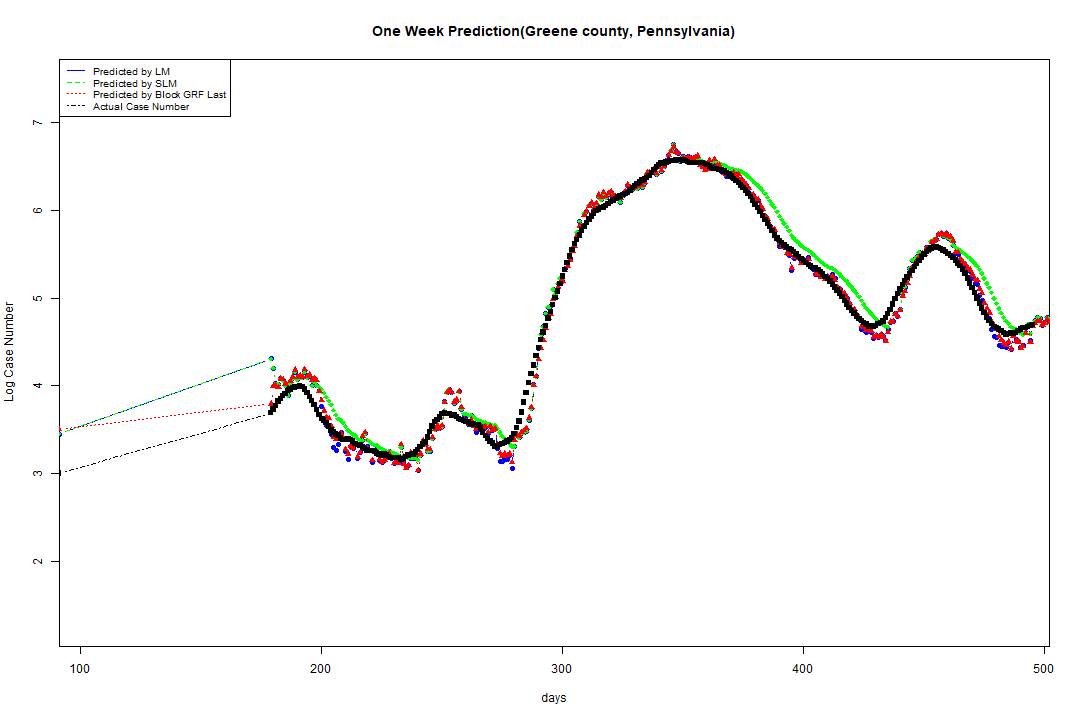 One Week Prediction(Greene county, Pennsylvania)
Predicted by LM
Predicted by SLM
Predicted by Block GRF Last
Actual Case Number
7
6
5
4
3
2
Log Case Number
100 200 300 400 500
days